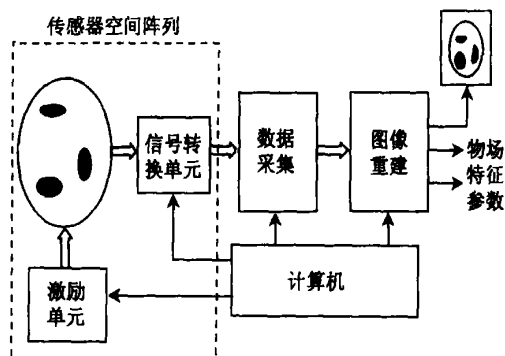 传感器空间阵列
信号转
换单元
数据
采集
图像
重建
物场
特征
参数
激励
单元
计算机